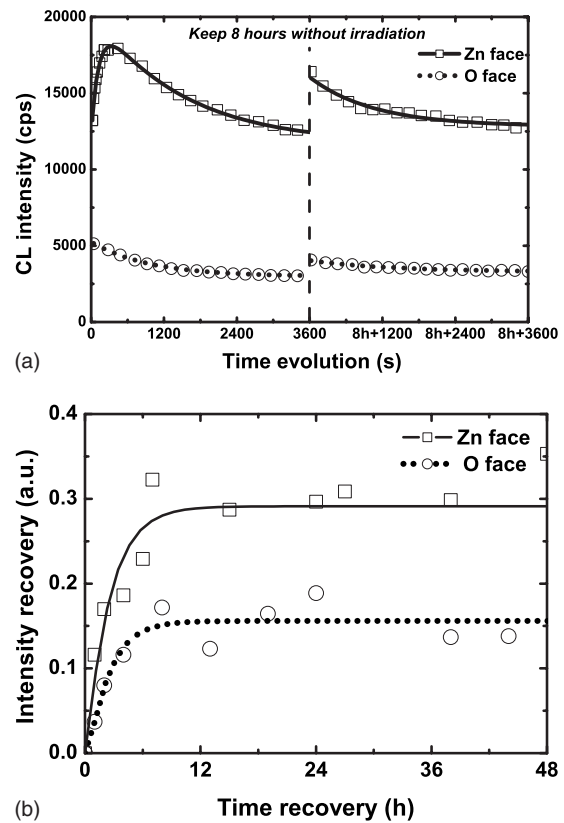 Keep 8 hours without irradiation
Zn face
O face
20000
15000
10000
5000
0
CL intensity (cps)
0 1200 2400 3600 8h+1200 8h+2400 8h+3600
Time evolution (s)
(a)
Zn face
O face
0.4
0.3
0.2
0.1
0.0
Intensity recovery (a.u.)
0 12 24 36 48
Time recovery (h)
(b)